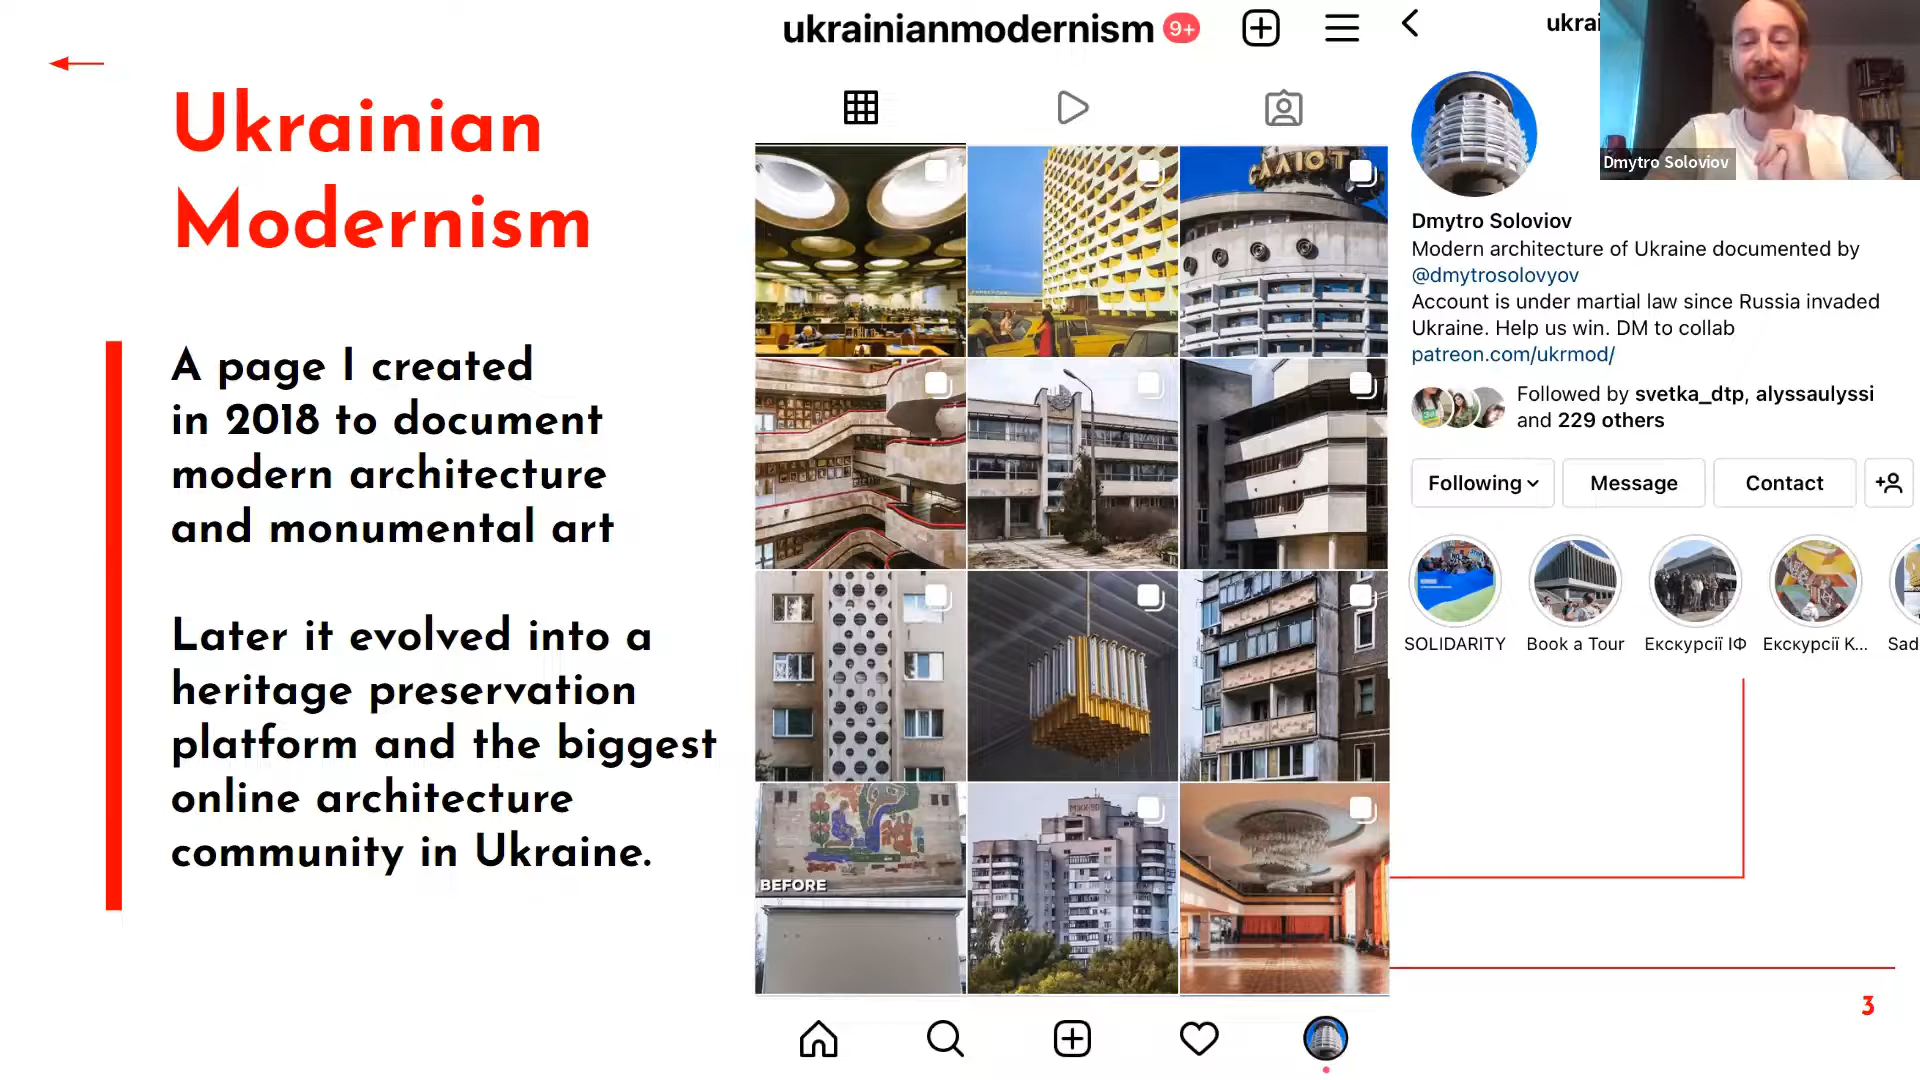 Ukrainian
Modernism
A page I created
in 2018 to document
modern architecture
and monumental art
Later it evolved into a
heritage preservation
platform and the biggest
online architecture
community in Ukraine.
ukrainianmodernism 9+
САЛЮТ
BEFORE
ukrai
Dmytro Soloviov
Dmytro Soloviov
Modern architecture of Ukraine documented by
@dmytrosolovyov
Account is under martial law since Russia invaded
Ukraine. Help us win. DM to collab
patreon.com/ukrmod/
Followed by svetka_dtp, alyssaulyssi
and 229 others
Following
Message
Contact
SOLIDARITY
Book a Tour
Екскурсії ІФ
Екскурсії К...
Sad
3